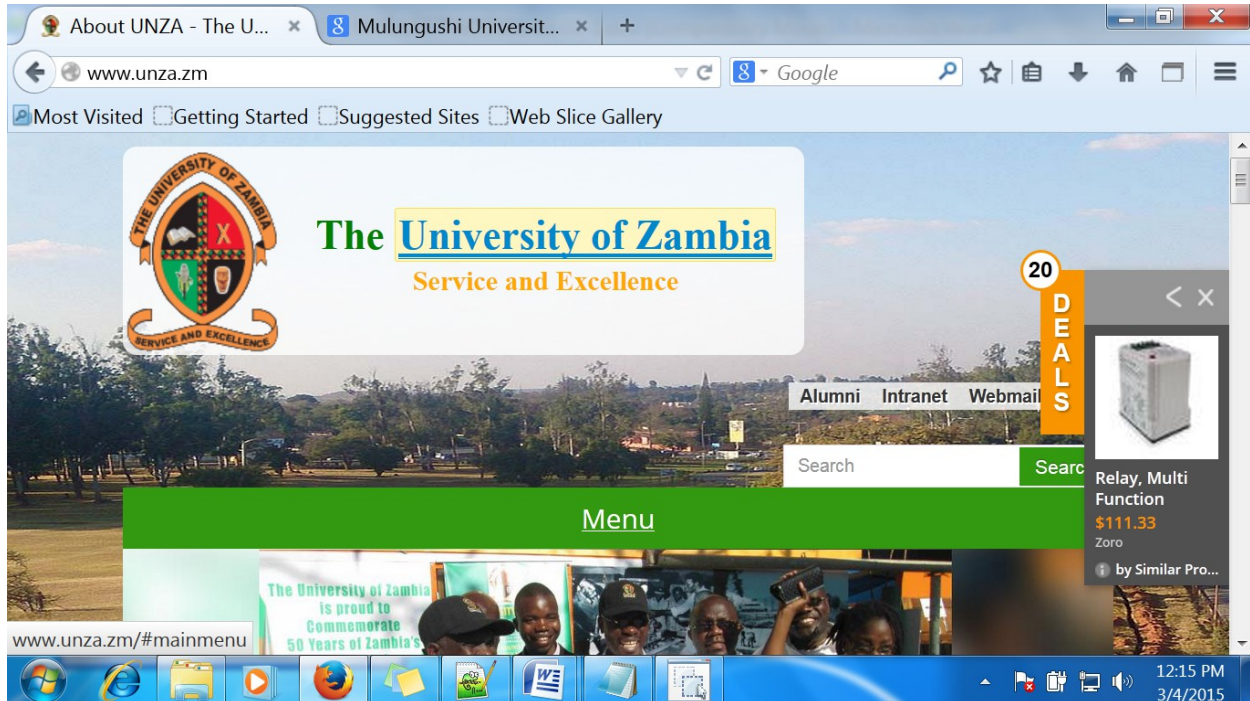 About UNZA - The U...
Mulungushi Universit...
www.unza.zm
Google
Most Visited Getting Started Suggested Sites Web Slice Gallery
THE UNIVERSITY OF ZAMBIA
SERVICE AND EXCELLENCE
The University of Zambia
Service and Excellence
20
DEALS
Alumni Intranet Webmail
Search Searc
Relay, Multi
Function
$111.33
Zoro
by Similar Pro...
Menu
The University of Zambia
is proud to
Commemorate
50 Years of Zambia's
www.unza.zm/#mainmenu
12:15 PM
3/4/2015